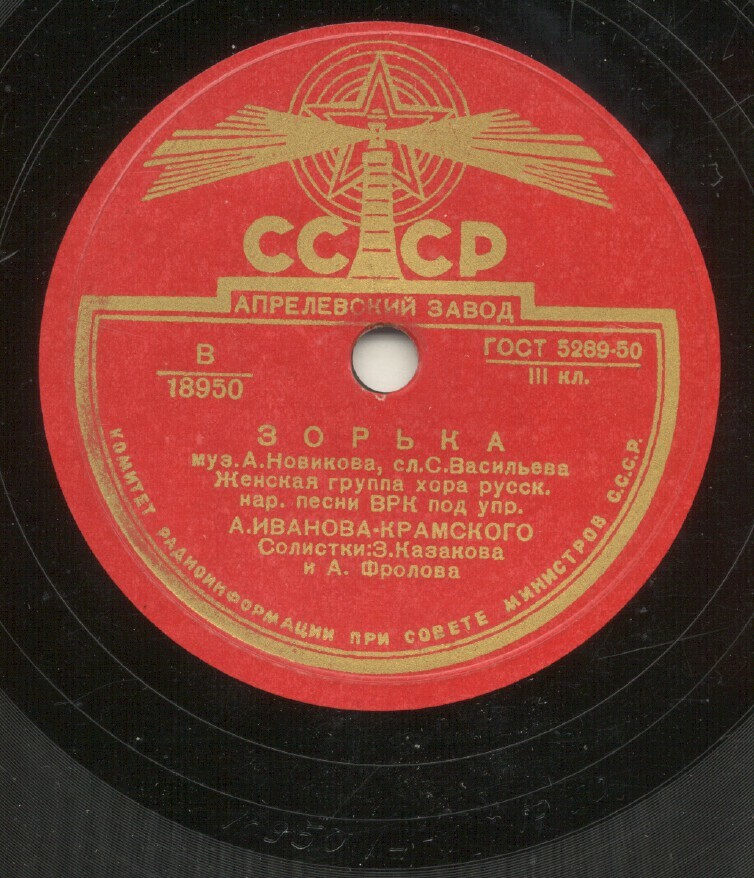 СССР
АПРЕЛЕВСКИЙ ЗАВОД
В
18950
ГОСТ 5289-50
III кл.
ЗОРЬКА
муз. А. Новикова, сл. С. Васильева
Женская группа хора русск.
нар. песни ВРК под упр.
А. ИВАНОВА-КРАМСКОГО
Солистки: З. Казакова
и А. Фролова
КОМИТЕТ РАДИОИНФОРМАЦИИ ПРИ СОВЕТЕ МИНИСТРОВ С.С.С.Р.